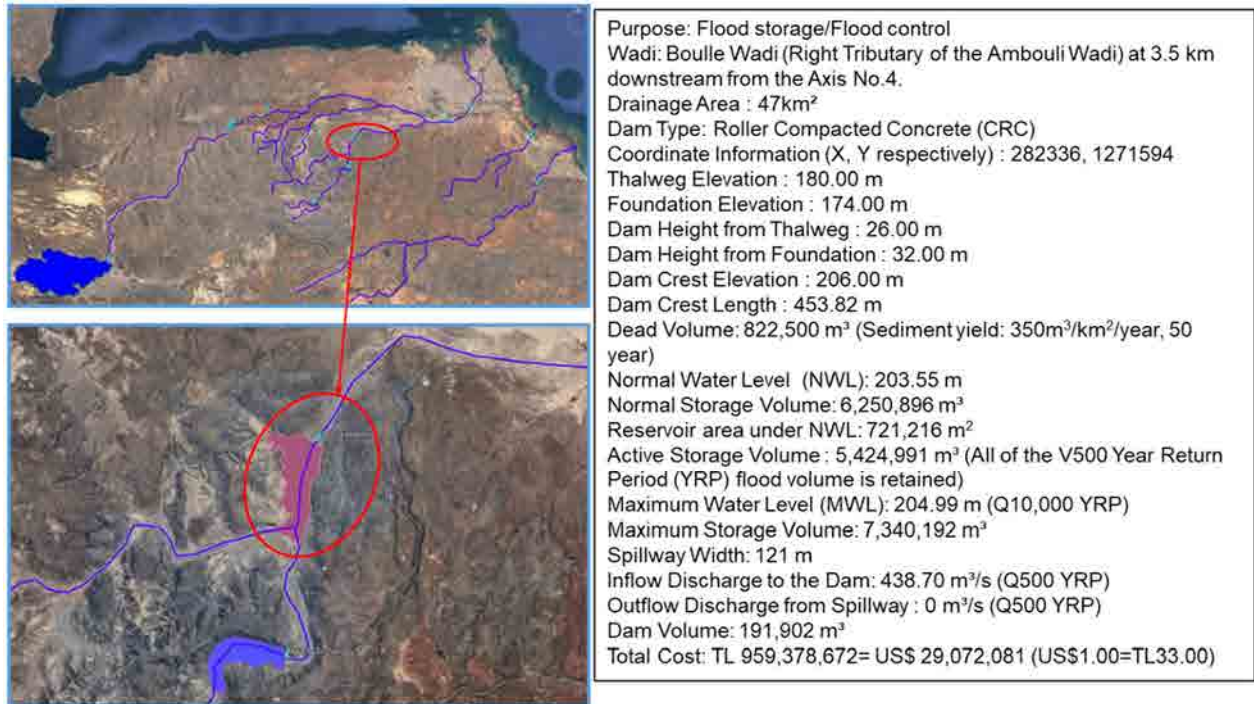 Purpose: Flood storage/Flood control
Wadi: Boulle Wadi (Right Tributary of the Ambouli Wadi) at 3.5 km
downstream from the Axis No.4.
Drainage Area : 47km²
Dam Type: Roller Compacted Concrete (CRC)
Coordinate Information (X, Y respectively) : 282336, 1271594
Thalweg Elevation : 180.00 m
Foundation Elevation : 174.00 m
Dam Height from Thalweg : 26.00 m
Dam Height from Foundation : 32.00 m
Dam Crest Elevation : 206.00 m
Dam Crest Length : 453.82 m
Dead Volume: 822,500 m³ (Sediment yield: 350m³/km²/year, 50
year)
Normal Water Level (NWL): 203.55 m
Normal Storage Volume: 6,250,896 m³
Reservoir area under NWL: 721,216 m²
Active Storage Volume : 5,424,991 m³ (All of the V500 Year Return
Period (YRP) flood volume is retained)
Maximum Water Level (MWL): 204.99 m (Q10,000 YRP)
Maximum Storage Volume: 7,340,192 m³
Spillway Width: 121 m
Inflow Discharge to the Dam: 438.70 m³/s (Q500 YRP)
Outflow Discharge from Spillway : 0 m³/s (Q500 YRP)
Dam Volume: 191,902 m³
Total Cost: TL 959,378,672= US$ 29,072,081 (US$1.00=TL33.00)